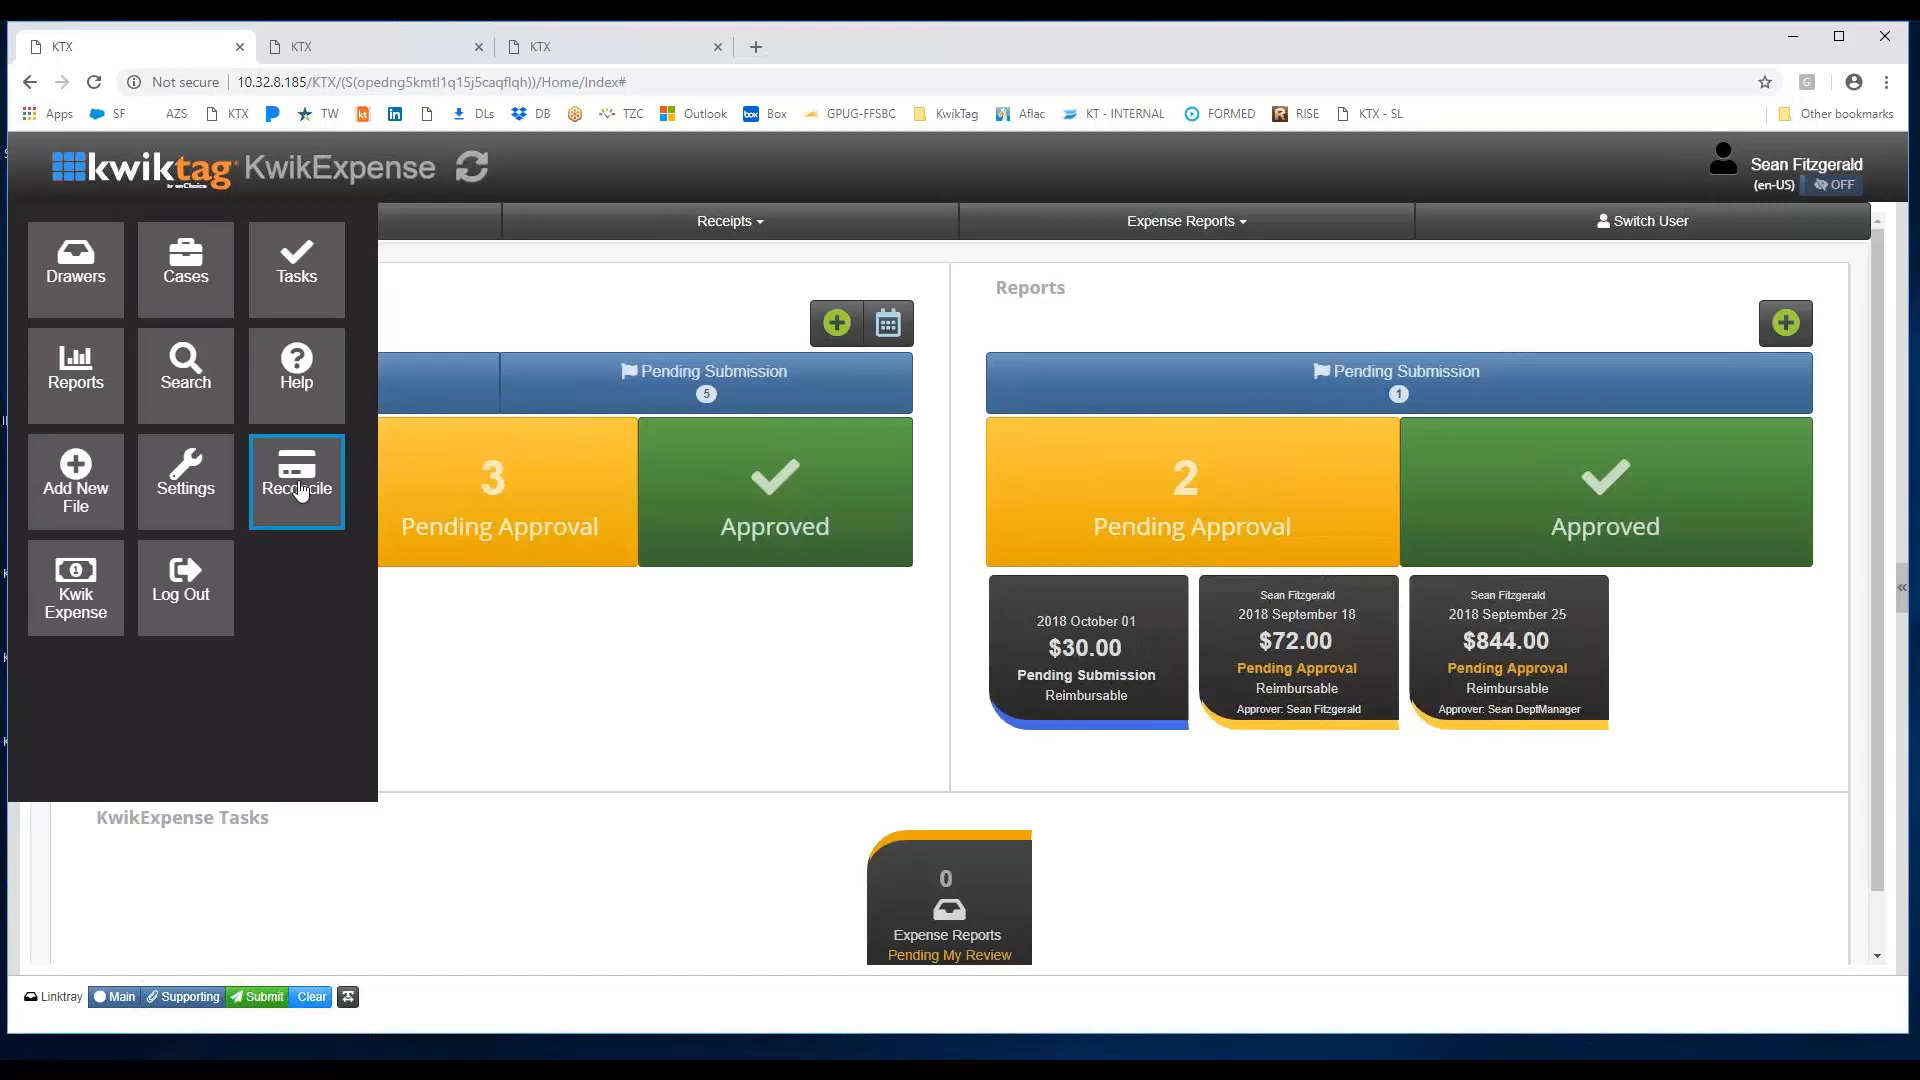 KTX
KTX
KTX
Not secure
10.32.8.185/KTX/(S(opedng5kmtl1q15j5caqflqh))/Home/Index#
Apps
SF
AZS
KTX
TW
DLs
DB
TZC
Outlook
Box
GPUG-FFSBC
KwikTag
Aflac
KT - INTERNAL
FORMED
RISE
KTX - SL
Other bookmarks
kwiktag
by enChoice
KwikExpense
Sean Fitzgerald
(en-US)
OFF
Receipts
Expense Reports
Switch User
Drawers
Cases
Tasks
Reports
Search
Help
Add New
File
Settings
Reconcile
Kwik
Expense
Log Out
Pending Submission
5
3
Pending Approval
Approved
Reports
Pending Submission
1
2
Pending Approval
Approved
2018 October 01
$30.00
Pending Submission
Reimbursable
Sean Fitzgerald
2018 September 18
$72.00
Pending Approval
Reimbursable
Approver: Sean Fitzgerald
Sean Fitzgerald
2018 September 25
$844.00
Pending Approval
Reimbursable
Approver: Sean DeptManager
KwikExpense Tasks
0
Expense Reports
Pending My Review
Linktray
Main
Supporting
Submit
Clear